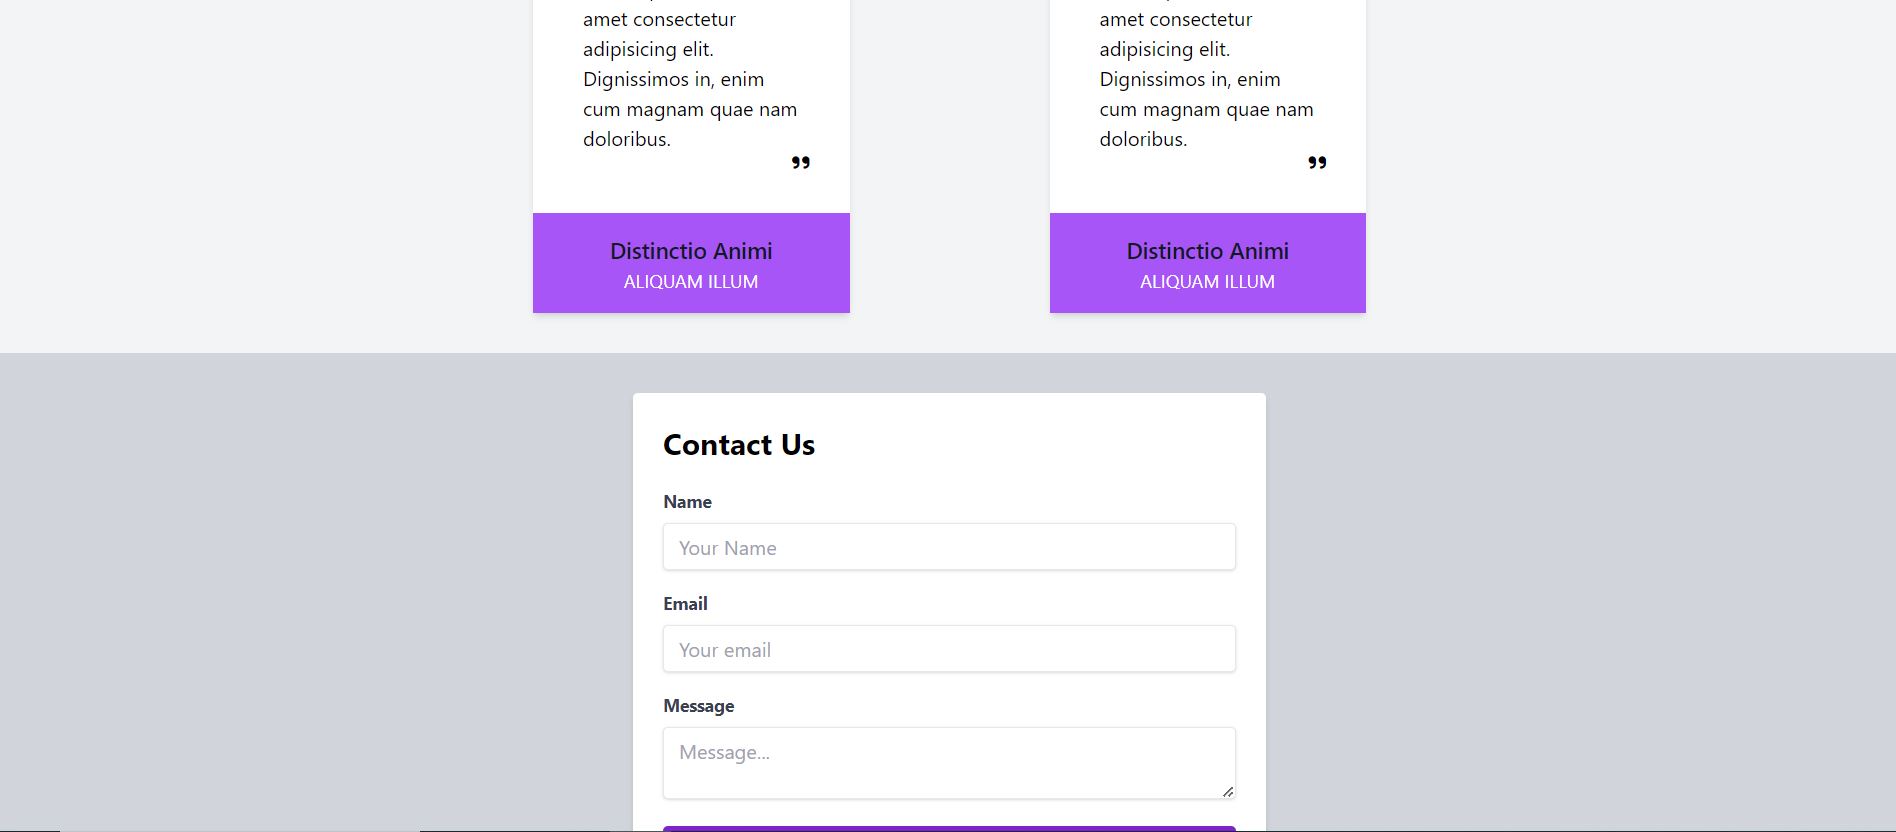 amet consectetur
adipisicing elit.
Dignissimos in, enim
cum magnam quae nam
doloribus.
”
Distinctio Animi
ALIQUAM ILLUM
amet consectetur
adipisicing elit.
Dignissimos in, enim
cum magnam quae nam
doloribus.
”
Distinctio Animi
ALIQUAM ILLUM
Contact Us
Name
Your Name
Email
Your email
Message
Message...